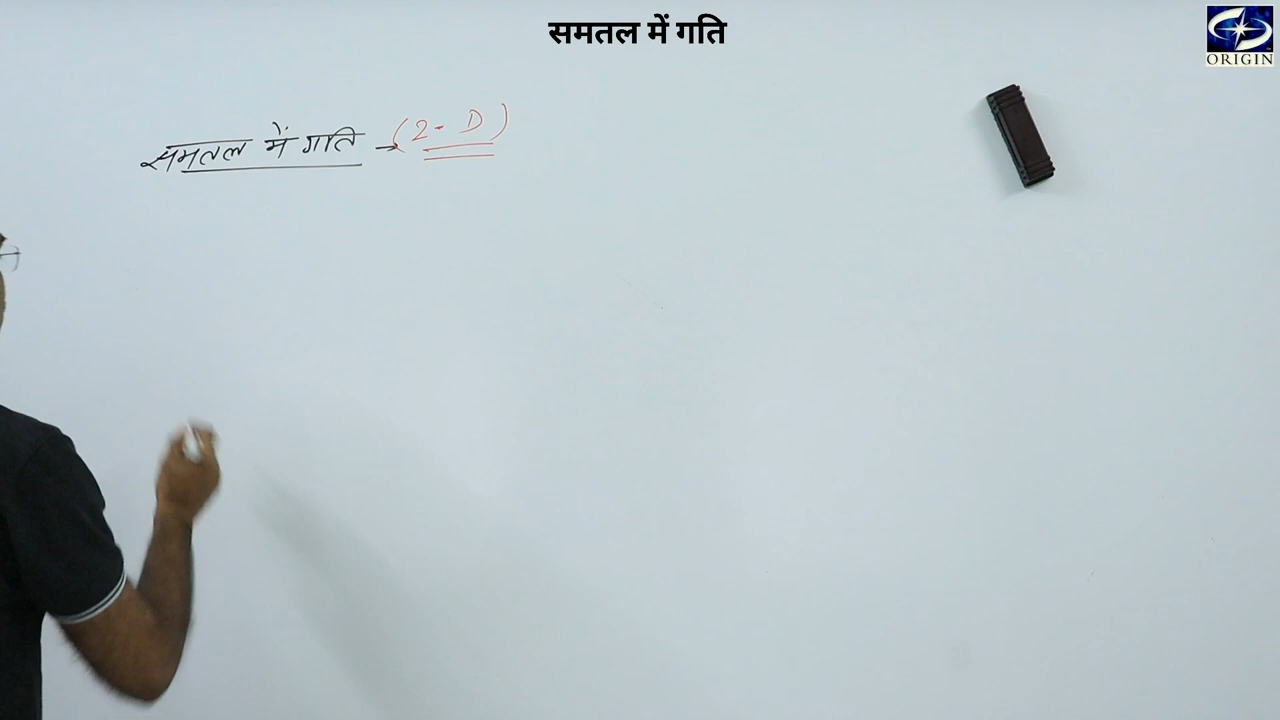 समतल में गति
ORIGIN
समतल में गति → (2-D)